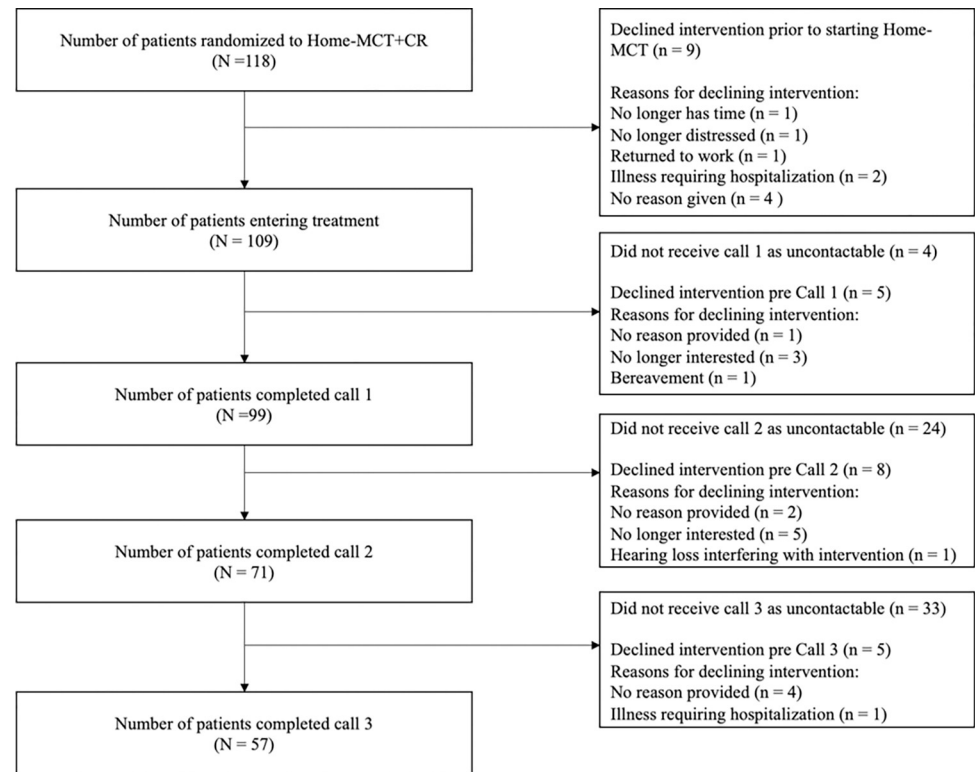 Number of patients randomized to Home-MCT+CR
(N =118)
Declined intervention prior to starting Home-
MCT (n = 9)
Reasons for declining intervention:
No longer has time (n = 1)
No longer distressed (n = 1)
Returned to work (n = 1)
Illness requiring hospitalization (n = 2)
No reason given (n = 4 )
Number of patients entering treatment
(N = 109)
Did not receive call 1 as uncontactable (n = 4)
Declined intervention pre Call 1 (n = 5)
Reasons for declining intervention:
No reason provided (n = 1)
No longer interested (n = 3)
Bereavement (n = 1)
Number of patients completed call 1
(N =99)
Did not receive call 2 as uncontactable (n = 24)
Declined intervention pre Call 2 (n = 8)
Reasons for declining intervention:
No reason provided (n = 2)
No longer interested (n = 5)
Hearing loss interfering with intervention (n = 1)
Number of patients completed call 2
(N = 71)
Did not receive call 3 as uncontactable (n = 33)
Declined intervention pre Call 3 (n = 5)
Reasons for declining intervention:
No reason provided (n = 4)
Illness requiring hospitalization (n = 1)
Number of patients completed call 3
(N = 57)